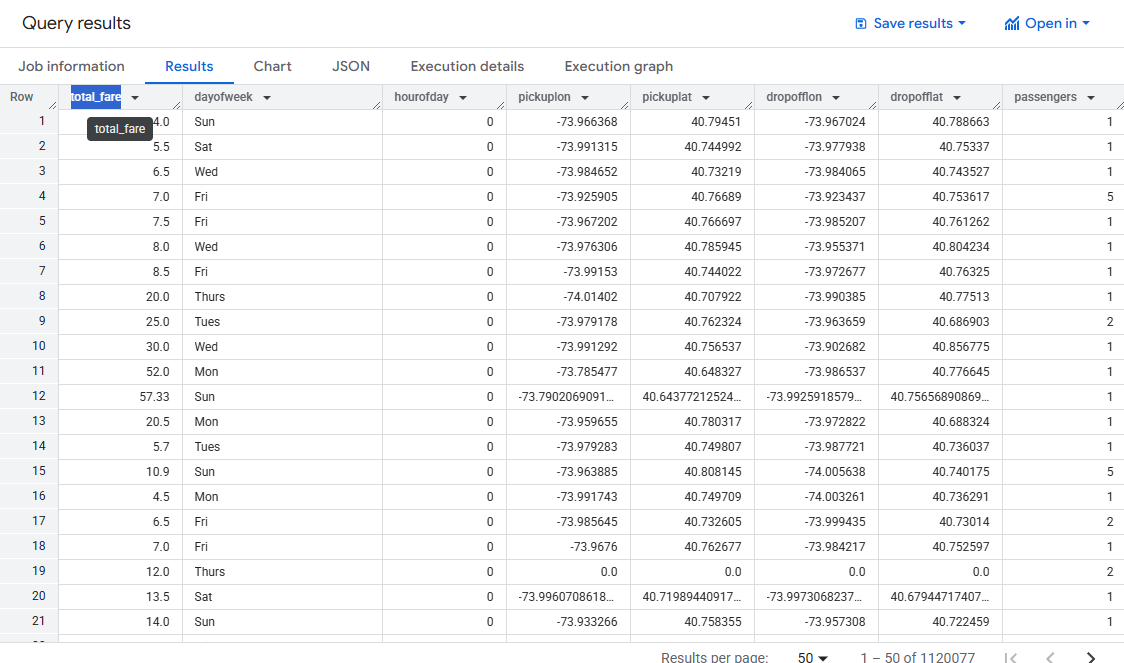 Query results Save results Open in
Job information Results Chart JSON Execution details Execution graph
Row total_fare dayofweek hourofday pickuplon pickuplat dropofflon dropofflat passengers
1 4.0 Sun 0 -73.966368 40.79451 -73.967024 40.788663 1
total_fare
2 5.5 Sat 0 -73.991315 40.744992 -73.977938 40.75337 1
3 6.5 Wed 0 -73.984652 40.73219 -73.984065 40.743527 1
4 7.0 Fri 0 -73.925905 40.76689 -73.923437 40.753617 5
5 7.5 Fri 0 -73.967202 40.766697 -73.985207 40.761262 1
6 8.0 Wed 0 -73.976306 40.785945 -73.955371 40.804234 1
7 8.5 Fri 0 -73.99153 40.744022 -73.972677 40.76325 1
8 20.0 Thurs 0 -74.01402 40.707922 -73.990385 40.77513 1
9 25.0 Tues 0 -73.979178 40.762324 -73.963659 40.686903 2
10 30.0 Wed 0 -73.991292 40.756537 -73.902682 40.856775 1
11 52.0 Mon 0 -73.785477 40.648327 -73.986537 40.776645 1
12 57.33 Sun 0 -73.7902069091... 40.64377212524... -73.9925918579... 40.75656890869... 1
13 20.5 Mon 0 -73.959655 40.780317 -73.972822 40.688324 1
14 5.7 Tues 0 -73.979283 40.749807 -73.987721 40.736037 1
15 10.9 Sun 0 -73.963885 40.808145 -74.005638 40.740175 5
16 4.5 Mon 0 -73.991743 40.749709 -74.003261 40.736291 1
17 6.5 Fri 0 -73.985645 40.732605 -73.999435 40.73014 2
18 7.0 Fri 0 -73.9676 40.762677 -73.984217 40.752597 1
19 12.0 Thurs 0 0.0 0.0 0.0 0.0 2
20 13.5 Sat 0 -73.9960708618... 40.71989440917... -73.9973068237... 40.67944717407... 1
21 14.0 Sun 0 -73.933266 40.758355 -73.957308 40.722459 1
Results per page: 50 1 – 50 of 1120077